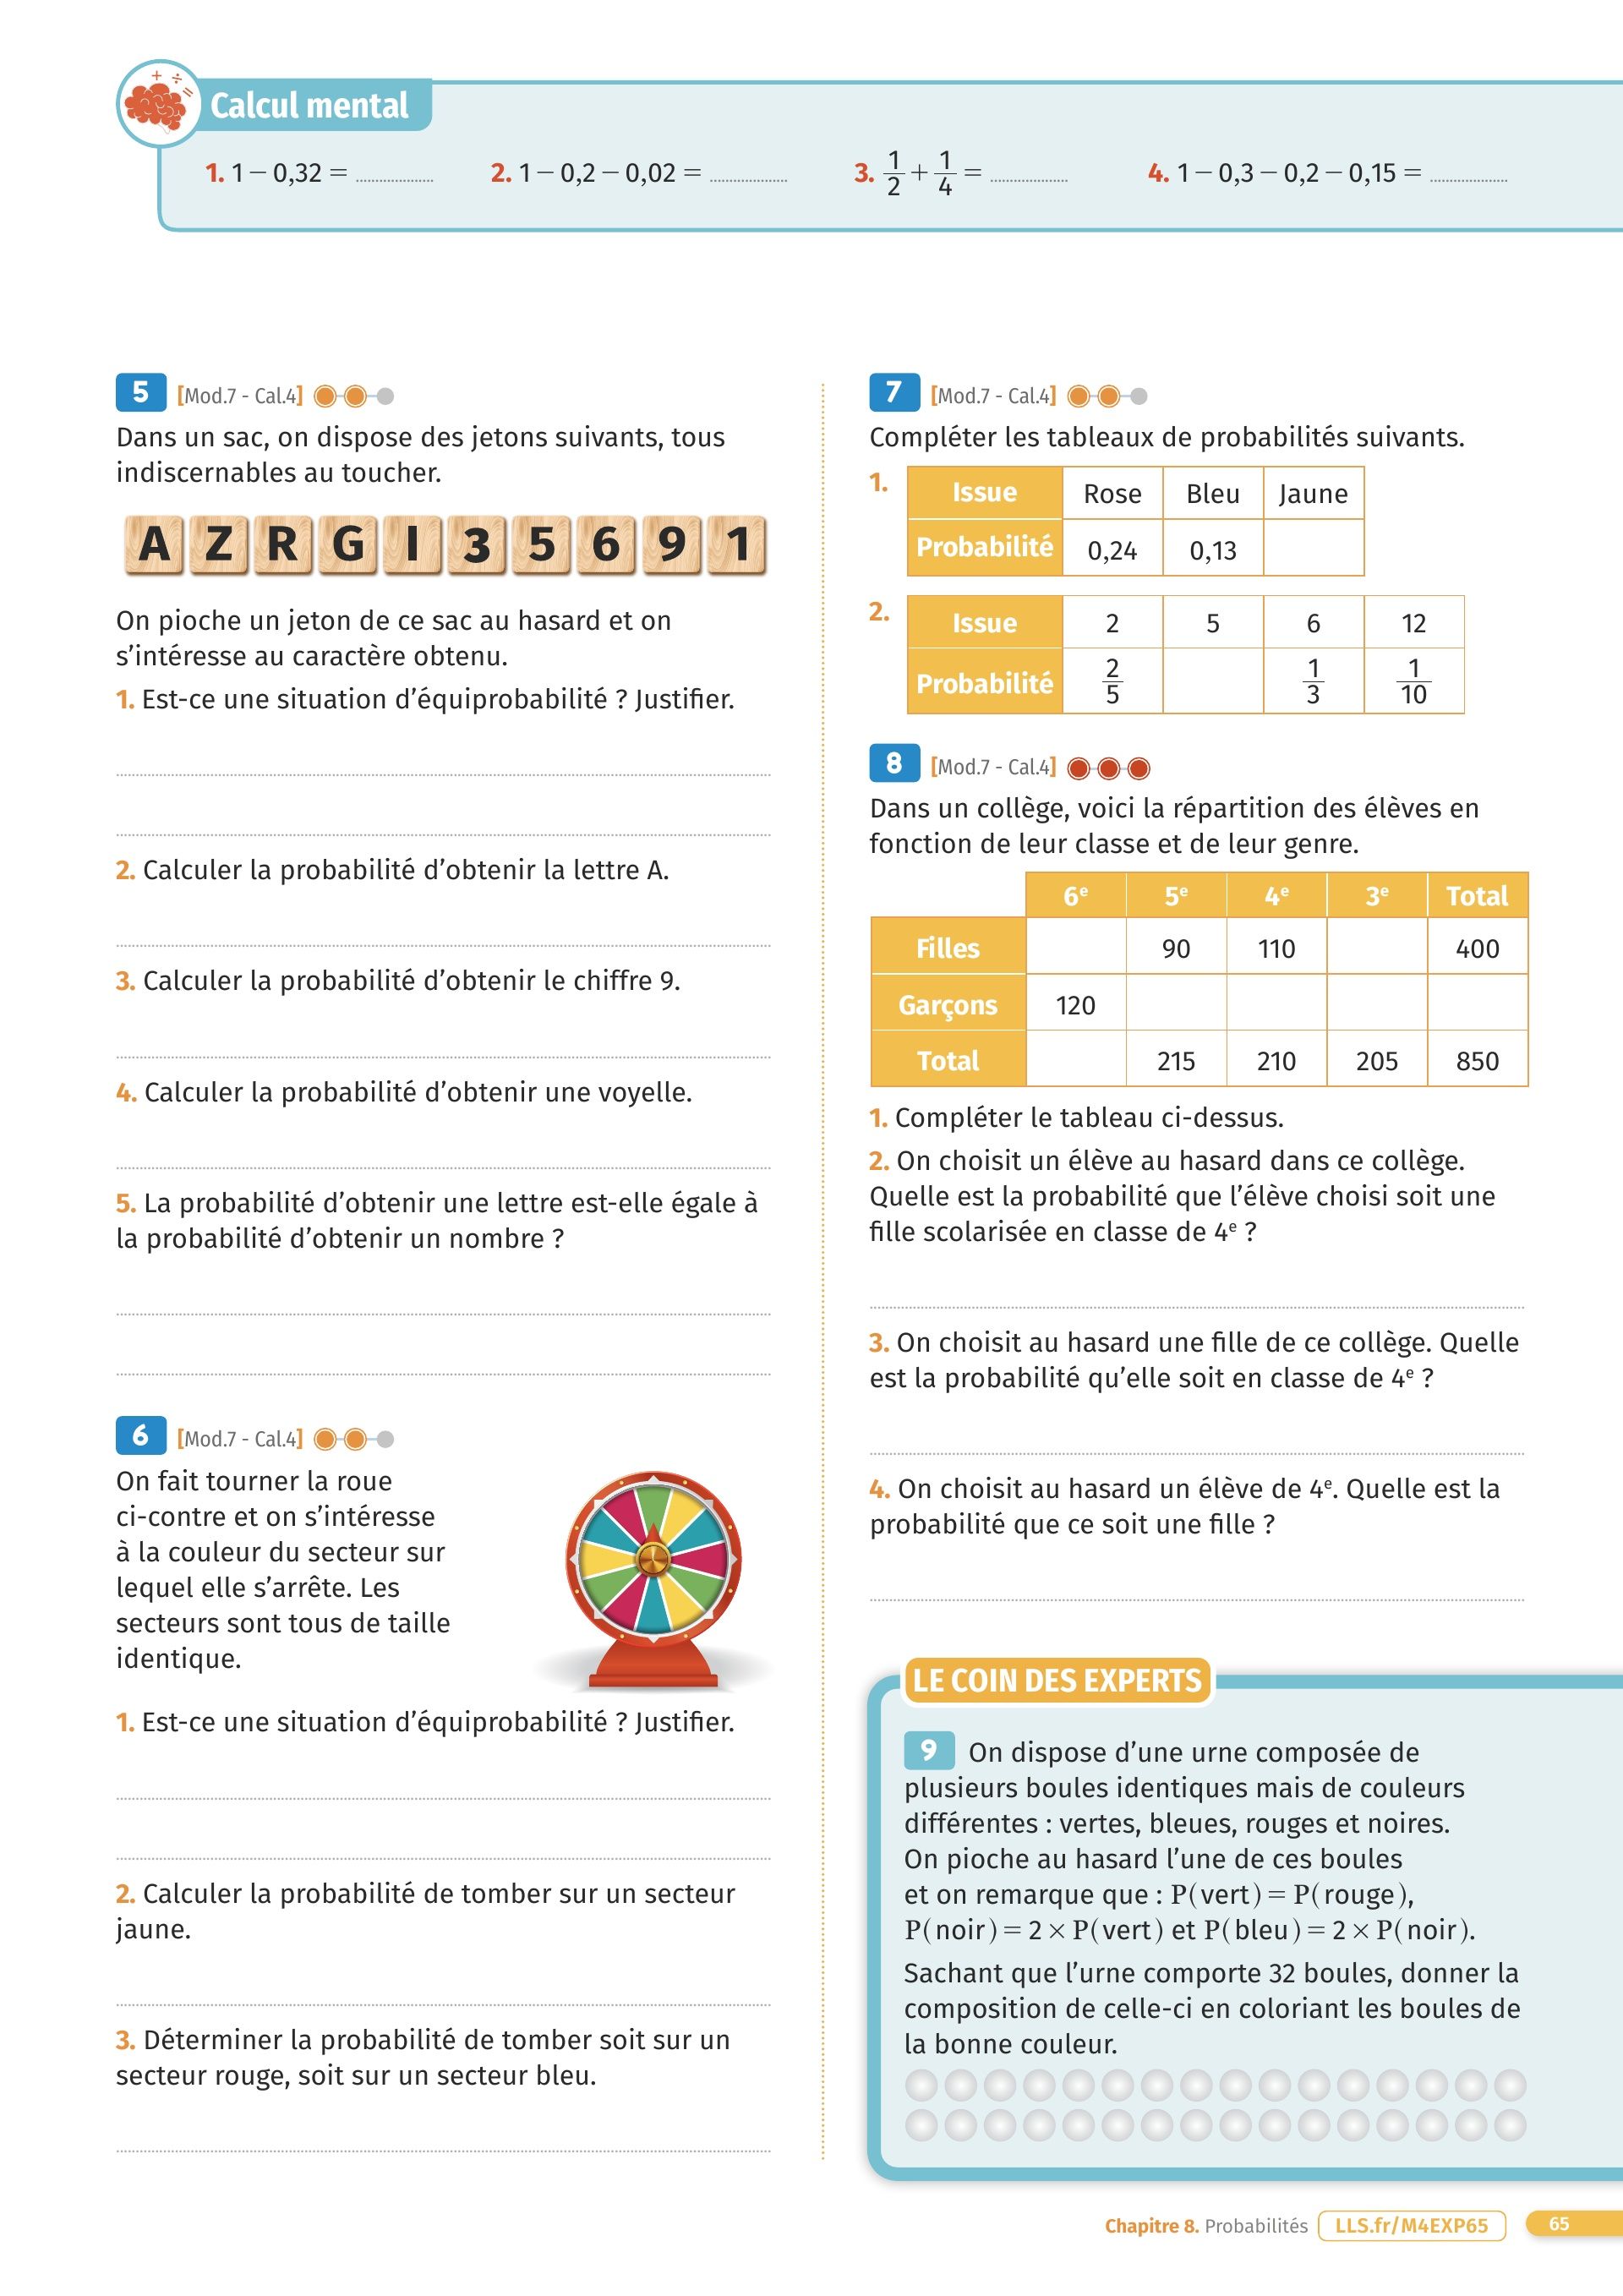 Calcul mental
1. 1 − 0,32 = ..............
2. 1 − 0,2 − 0,02 = ..............
3. 1/2 + 1/4 = ..............
4. 1 − 0,3 − 0,2 − 0,15 = ..............
5 [Mod.7 - Cal.4]
Dans un sac, on dispose des jetons suivants, tous
indiscernables au toucher.
A Z R G I 3 5 6 9 1
On pioche un jeton de ce sac au hasard et on
s’intéresse au caractère obtenu.
1. Est-ce une situation d’équiprobabilité ? Justifier.
2. Calculer la probabilité d’obtenir la lettre A.
3. Calculer la probabilité d’obtenir le chiffre 9.
4. Calculer la probabilité d’obtenir une voyelle.
5. La probabilité d’obtenir une lettre est-elle égale à
la probabilité d’obtenir un nombre ?
6 [Mod.7 - Cal.4]
On fait tourner la roue
ci-contre et on s’intéresse
à la couleur du secteur sur
lequel elle s’arrête. Les
secteurs sont tous de taille
identique.
1. Est-ce une situation d’équiprobabilité ? Justifier.
2. Calculer la probabilité de tomber sur un secteur
jaune.
3. Déterminer la probabilité de tomber soit sur un
secteur rouge, soit sur un secteur bleu.
7 [Mod.7 - Cal.4]
Compléter les tableaux de probabilités suivants.
1.
Issue Rose Bleu Jaune
Probabilité 0,24 0,13
2.
Issue 2 5 6 12
Probabilité 2/5 1/3 1/10
8 [Mod.7 - Cal.4]
Dans un collège, voici la répartition des élèves en
fonction de leur classe et de leur genre.
6e 5e 4e 3e Total
Filles 90 110 400
Garçons 120
Total 215 210 205 850
1. Compléter le tableau ci-dessus.
2. On choisit un élève au hasard dans ce collège.
Quelle est la probabilité que l’élève choisi soit une
fille scolarisée en classe de 4e ?
3. On choisit au hasard une fille de ce collège. Quelle
est la probabilité qu’elle soit en classe de 4e ?
4. On choisit au hasard un élève de 4e. Quelle est la
probabilité que ce soit une fille ?
LE COIN DES EXPERTS
9 On dispose d’une urne composée de
plusieurs boules identiques mais de couleurs
différentes : vertes, bleues, rouges et noires.
On pioche au hasard l’une de ces boules
et on remarque que : P(vert) = P(rouge),
P(noir) = 2 × P(vert) et P(bleu) = 2 × P(noir).
Sachant que l’urne comporte 32 boules, donner la
composition de celle-ci en coloriant les boules de
la bonne couleur.
Chapitre 8. Probabilités LLS.fr/M4EXP65 65